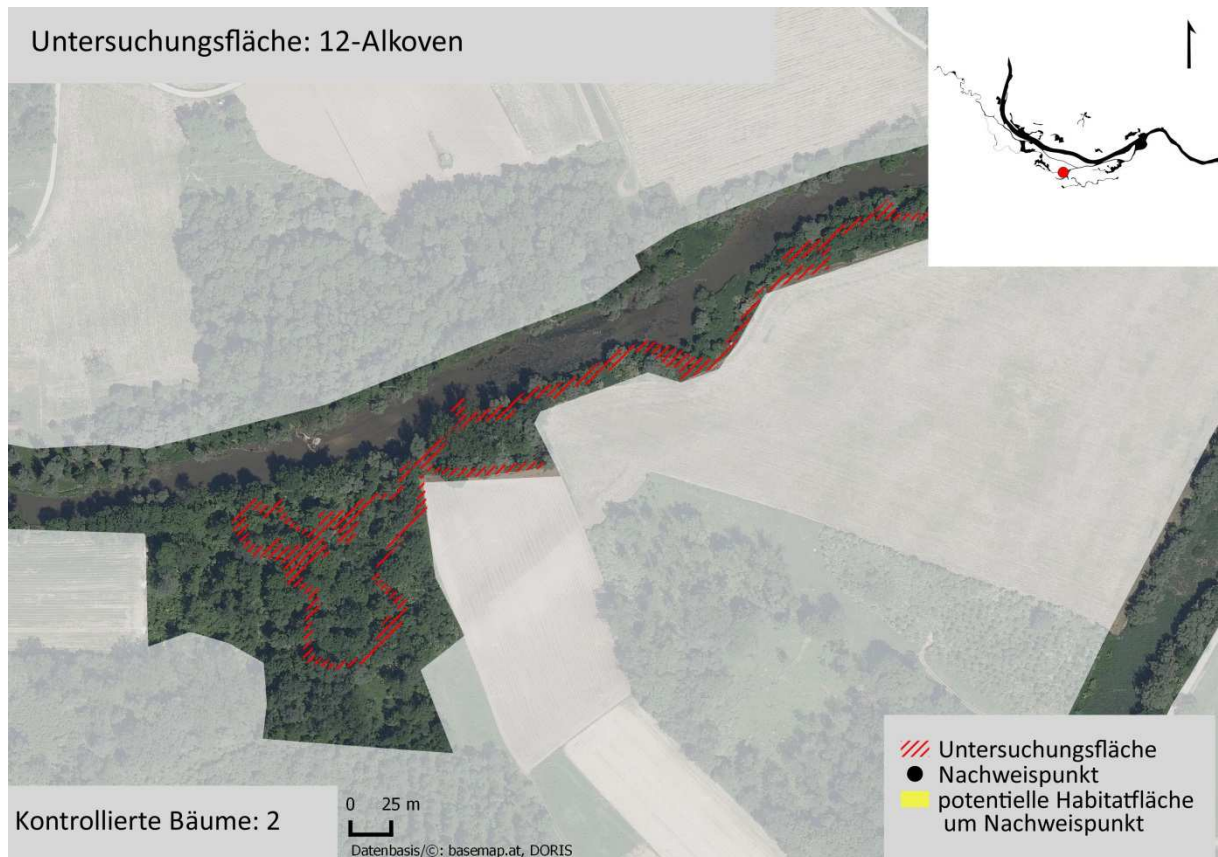 Untersuchungsfläche: 12-Alkoven
Untersuchungsfläche
Nachweispunkt
potentielle Habitatfläche
um Nachweispunkt
Kontrollierte Bäume: 2
0 25 m
Datenbasis/©: basemap.at, DORIS